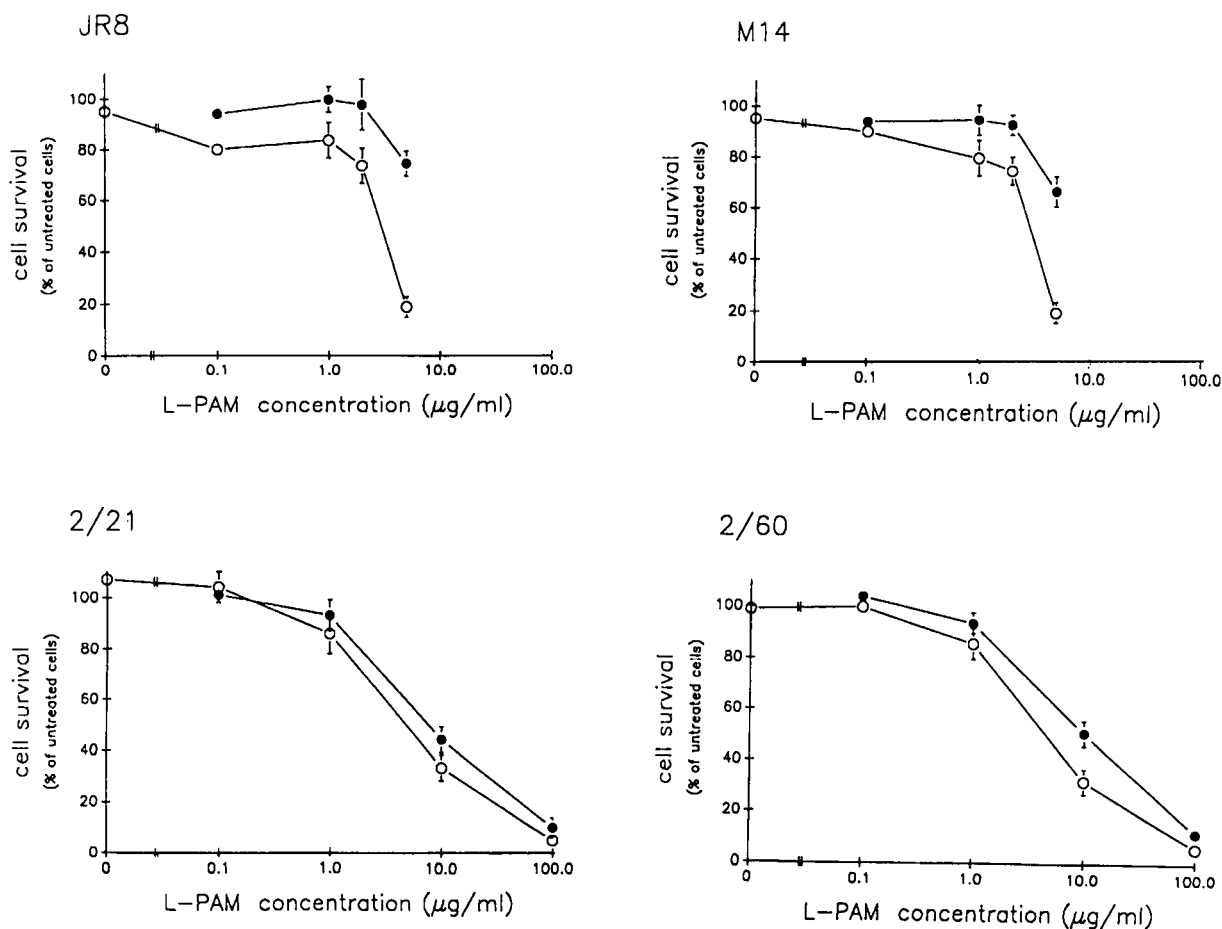 JR8
100
80
60
40
20
0
cell survival
(% of untreated cells)
0 0.1 1.0 10.0 100.0
L-PAM concentration (μg/ml)
M14
100
80
60
40
20
0
cell survival
(% of untreated cells)
0 0.1 1.0 10.0 100.0
L-PAM concentration (μg/ml)
2/21
100
80
60
40
20
0
cell survival
(% of untreated cells)
0 0.1 1.0 10.0 100.0
L-PAM concentration (μg/ml)
2/60
100
80
60
40
20
0
cell survival
(% of untreated cells)
0 0.1 1.0 10.0 100.0
L-PAM concentration (μg/ml)